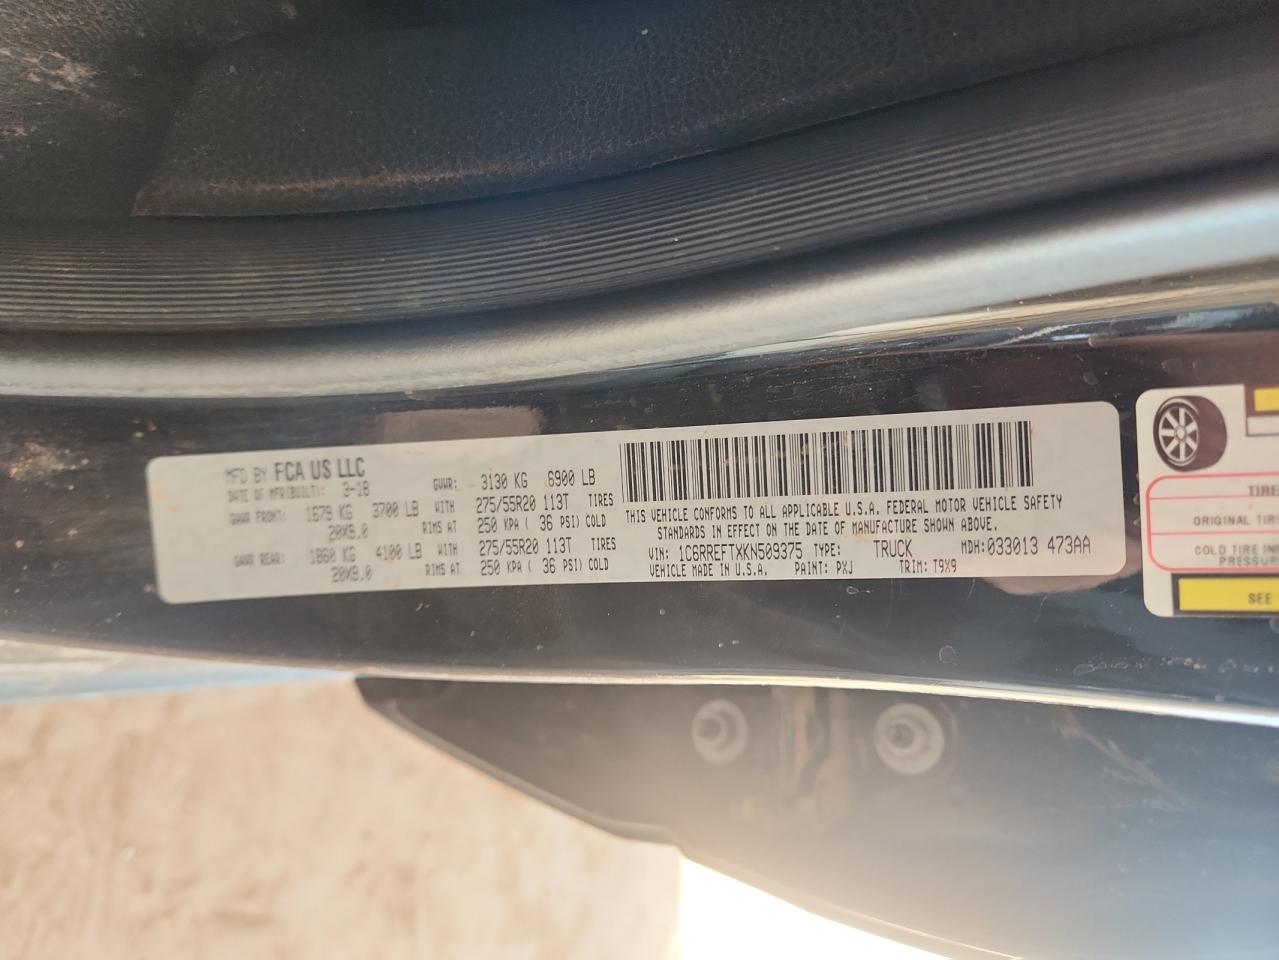 MFD BY FCA US LLC
DATE OF MFR(BUILT): 3-18 GVWR: 3130 KG 6900 LB
GAWR FRONT: 1679 KG 3700 LB WITH 275/55R20 113T TIRES
20X9.0 RIMS AT 250 KPA ( 36 PSI) COLD
GAWR REAR: 1860 KG 4100 LB WITH 275/55R20 113T TIRES
20X9.0 RIMS AT 250 KPA ( 36 PSI) COLD
THIS VEHICLE CONFORMS TO ALL APPLICABLE U.S.A. FEDERAL MOTOR VEHICLE SAFETY
STANDARDS IN EFFECT ON THE DATE OF MANUFACTURE SHOWN ABOVE.
VIN: 1C6RREFTXKN509375 TYPE: TRUCK MDH:033013 473AA
VEHICLE MADE IN U.S.A. PAINT: PXJ TRIM: T9X9
TIRE
ORIGINAL TIR
COLD TIRE IN
PRESSUR
SEE